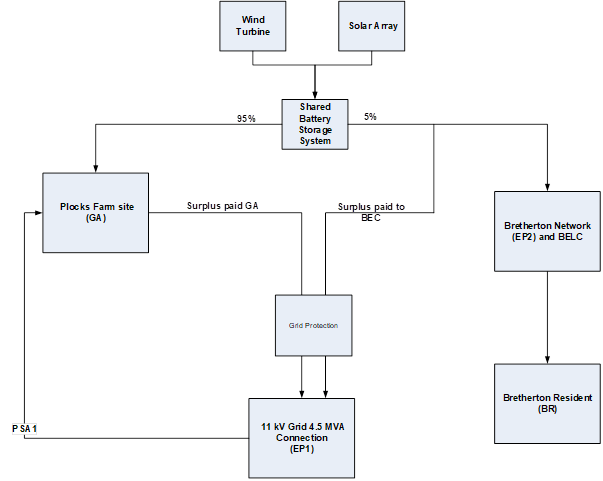 Wind
Turbine
Solar Array
Shared
Battery
Storage
System
95%
5%
Plocks Farm site
(GA)
Surplus paid GA
Surplus paid to
BEC
Bretherton Network
(EP2) and BELC
Grid Protection
Bretherton Resident
(BR)
11 kV Grid 4.5 MVA
Connection
(EP1)
PSA1